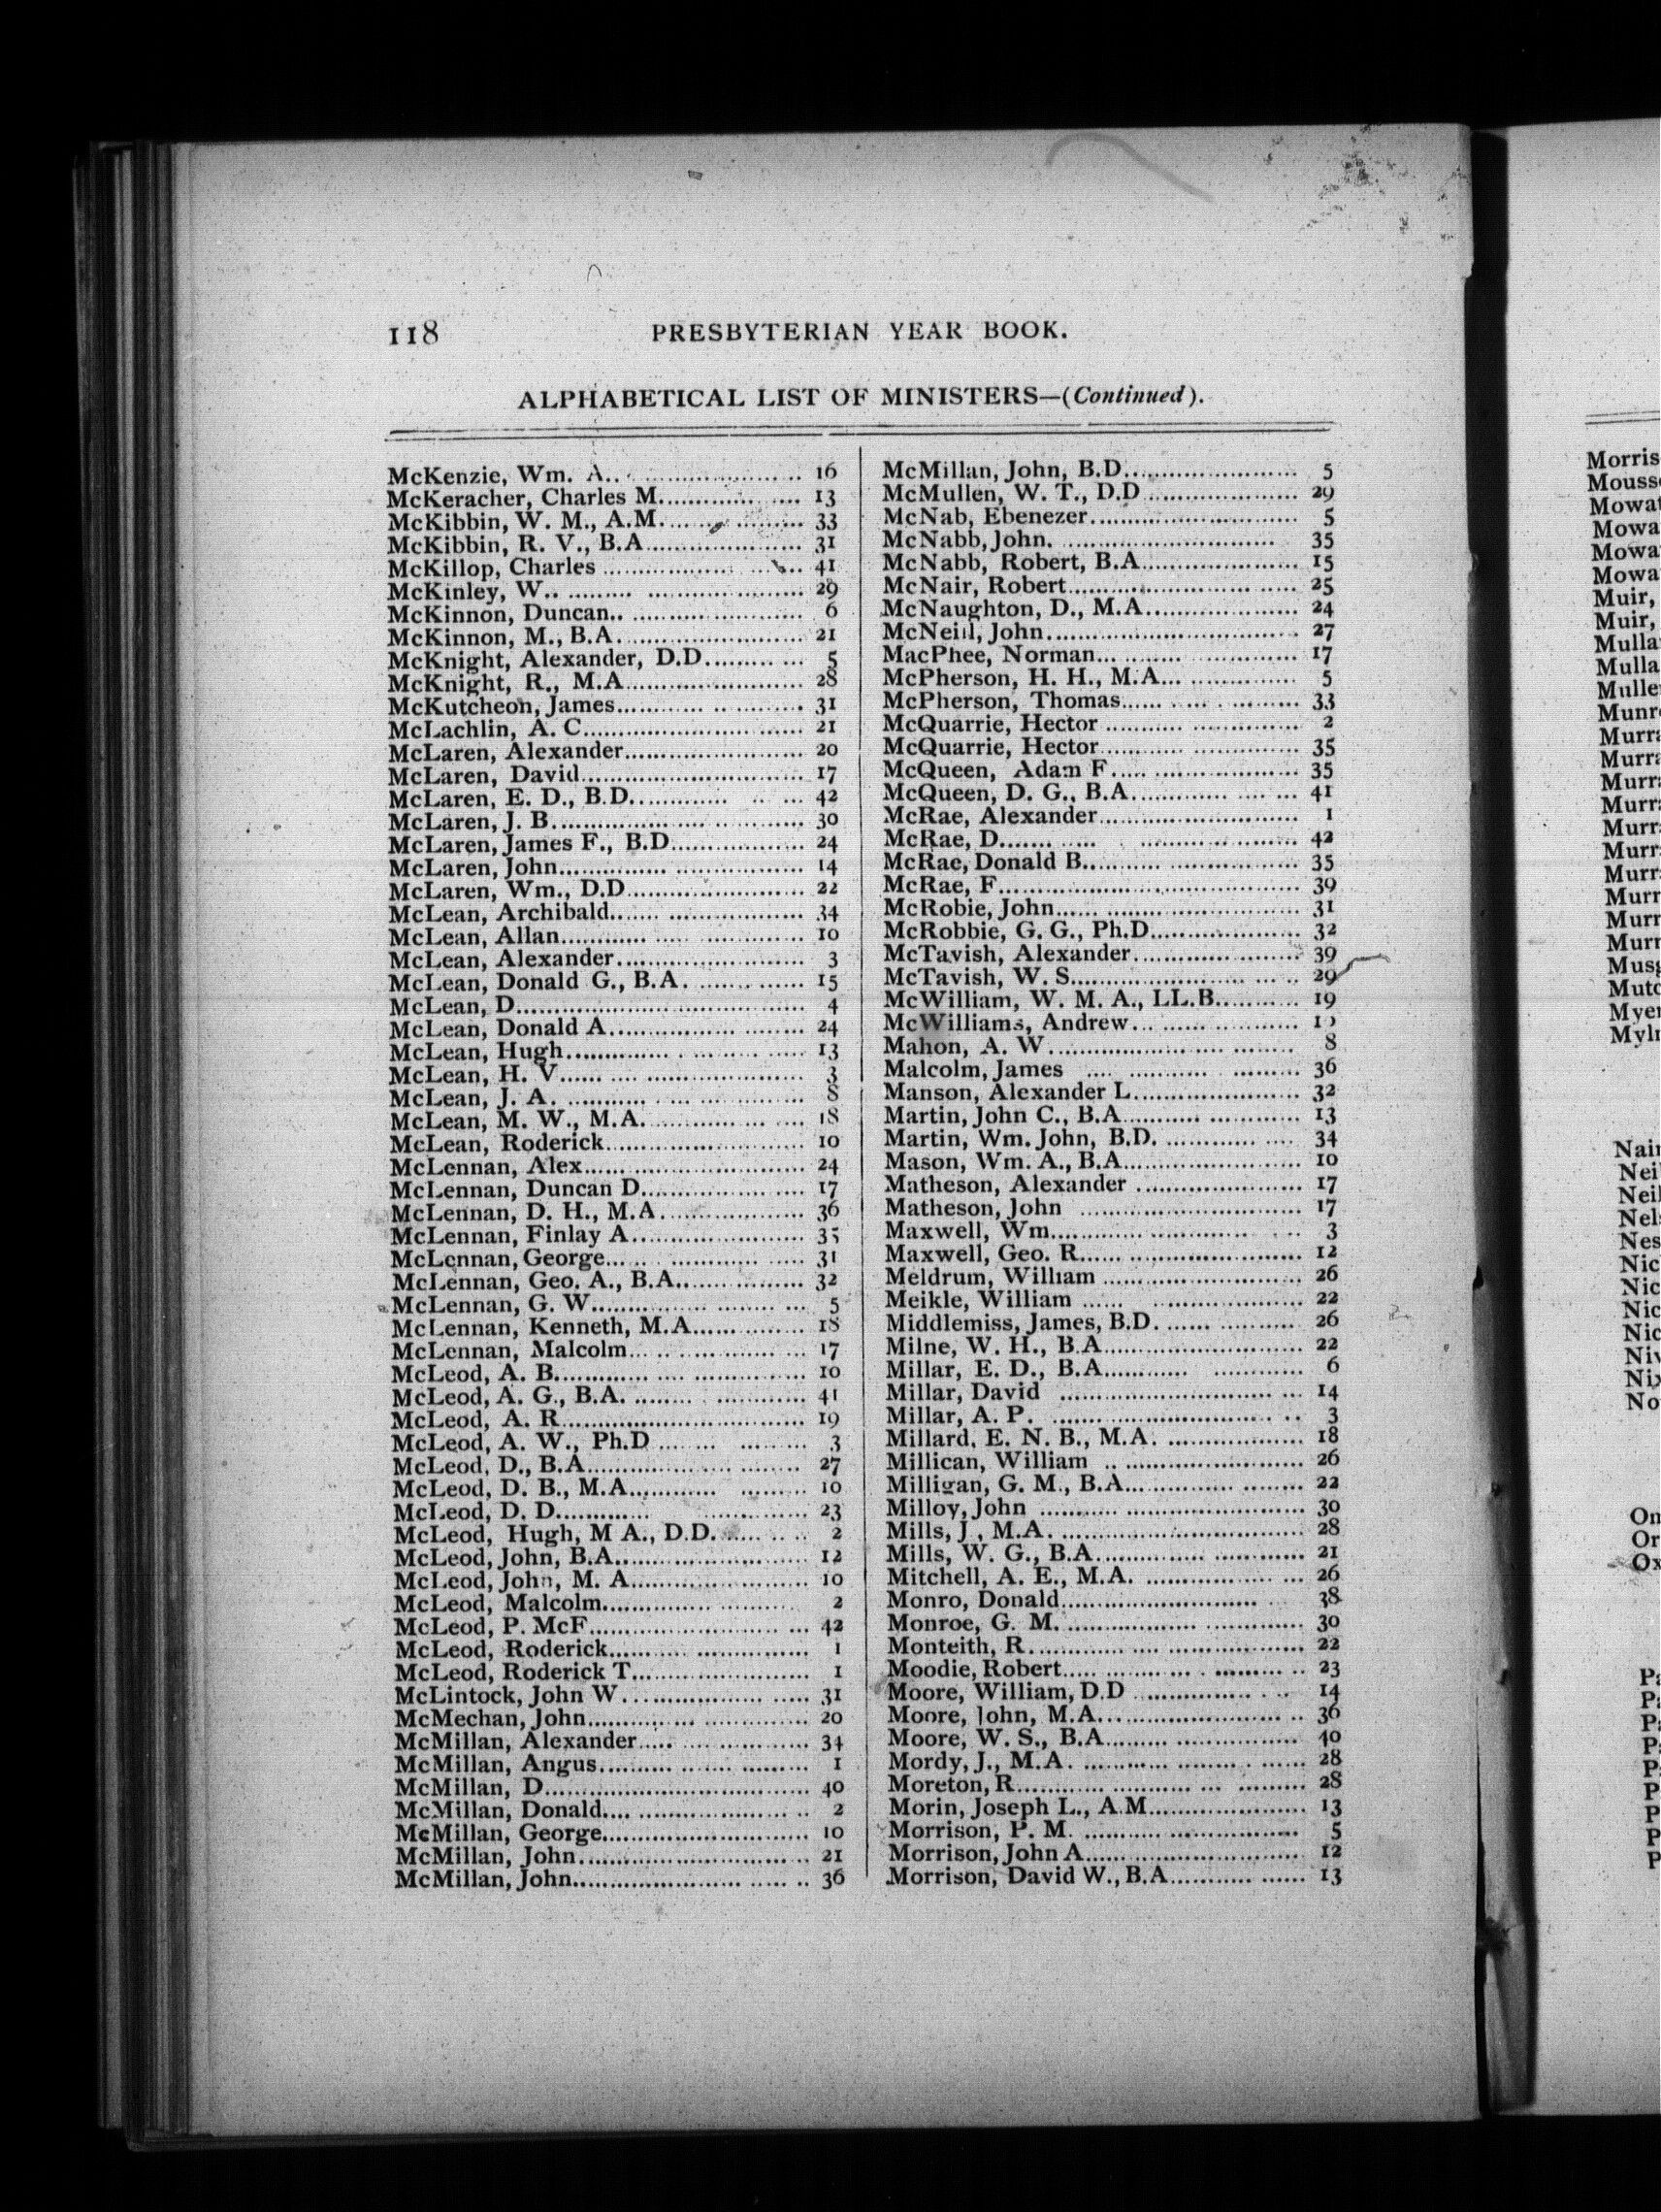 118 PRESBYTERIAN YEAR BOOK.
ALPHABETICAL LIST OF MINISTERS—(Continued).
McKenzie, Wm. A. 16
McKeracher, Charles M. 13
McKibbin, W. M., A.M. 33
McKibbin, R. V., B.A. 31
McKillop, Charles 41
McKinley, W. 29
McKinnon, Duncan 6
McKinnon, M., B.A. 21
McKnight, Alexander, D.D. 5
McKnight, R., M.A. 28
McKutcheon, James 31
McLachlin, A. C. 21
McLaren, Alexander 20
McLaren, David 17
McLaren, E. D., B.D. 42
McLaren, J. B. 30
McLaren, James F., B.D. 24
McLaren, John 14
McLaren, Wm., D.D. 22
McLean, Archibald 34
McLean, Allan 10
McLean, Alexander 3
McLean, Donald G., B.A. 15
McLean, D. 4
McLean, Donald A. 24
McLean, Hugh 13
McLean, H. V. 3
McLean, J. A. 8
McLean, M. W., M.A. 18
McLean, Roderick 10
McLennan, Alex. 24
McLennan, Duncan D. 17
McLennan, D. H., M.A. 36
McLennan, Finlay A. 35
McLennan, George 31
McLennan, Geo. A., B.A. 32
McLennan, G. W. 5
McLennan, Kenneth, M.A. 18
McLennan, Malcolm 17
McLeod, A. B. 10
McLeod, A. G., B.A. 41
McLeod, A. R. 19
McLeod, A. W., Ph.D. 3
McLeod, D., B.A. 27
McLeod, D. B., M.A. 10
McLeod, D. D. 23
McLeod, Hugh, M A., D.D. 2
McLeod, John, B.A. 12
McLeod, John, M. A. 10
McLeod, Malcolm 2
McLeod, P. McF. 42
McLeod, Roderick 1
McLeod, Roderick T. 1
McLintock, John W. 31
McMechan, John 20
McMillan, Alexander 34
McMillan, Angus 1
McMillan, D. 40
McMillan, Donald 2
McMillan, George 10
McMillan, John 21
McMillan, John 36
McMillan, John, B.D. 5
McMullen, W. T., D.D. 29
McNab, Ebenezer 5
McNabb, John. 35
McNabb, Robert, B.A. 15
McNair, Robert 25
McNaughton, D., M.A. 24
McNeill, John 27
MacPhee, Norman 17
McPherson, H. H., M.A. 5
McPherson, Thomas 33
McQuarrie, Hector 2
McQuarrie, Hector 35
McQueen, Adam F. 35
McQueen, D. G., B.A. 41
McRae, Alexander 1
McRae, D. 42
McRae, Donald B. 35
McRae, F. 39
McRobie, John 31
McRobbie, G. G., Ph.D. 32
McTavish, Alexander 39
McTavish, W. S. 29
McWilliam, W. M. A., LL.B. 19
McWilliams, Andrew
Mahon, A. W. 8
Malcolm, James 36
Manson, Alexander L. 32
Martin, John C., B.A. 13
Martin, Wm. John, B.D. 34
Mason, Wm. A., B.A. 10
Matheson, Alexander 17
Matheson, John 17
Maxwell, Wm. 3
Maxwell, Geo. R. 12
Meldrum, William 26
Meikle, William 22
Middlemiss, James, B.D. 26
Milne, W. H., B.A. 22
Millar, E. D., B.A. 6
Millar, David 14
Millar, A. P. 3
Millard, E. N. B., M.A. 18
Millican, William 26
Milligan, G. M., B.A. 22
Milloy, John 30
Mills, J., M.A. 28
Mills, W. G., B.A. 21
Mitchell, A. E., M.A. 26
Monro, Donald 38
Monroe, G. M. 30
Monteith, R. 22
Moodie, Robert 23
Moore, William, D.D. 14
Moore, John, M.A. 36
Moore, W. S., B.A. 40
Mordy, J., M.A. 28
Moreton, R. 28
Morin, Joseph L., A.M. 13
Morrison, P. M. 5
Morrison, John A. 12
Morrison, David W., B.A. 13